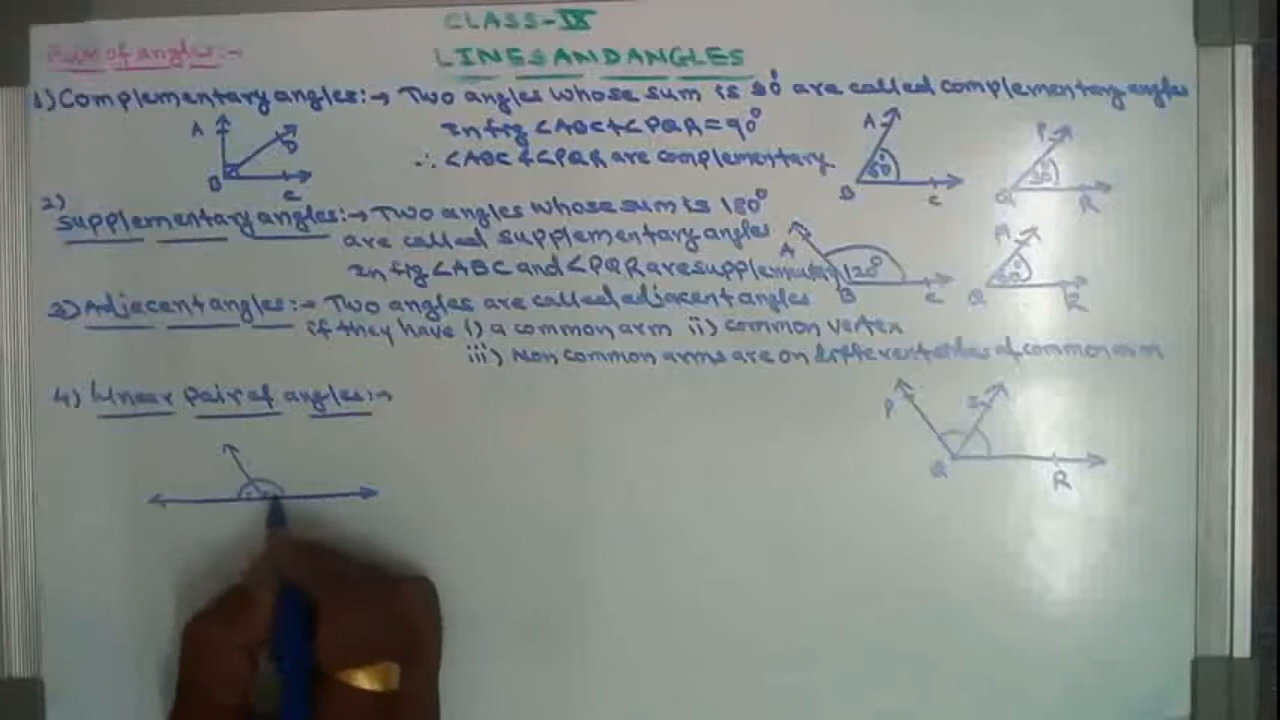 CLASS-IX
Pair of angles:→
LINES AND ANGLES
1) Complementary angles:→ Two angles whose sum is 90° are called complementary angles
In fig ∠ABC+∠PQR=90°
∴ ∠ABC & ∠PQR are complementary
A
D
B
C
A
60°
B
C
P
30°
Q
R
2)
Supplementary angles:→ Two angles whose sum is 180°
are called supplementary angles
In fig ∠ABC and ∠PQR are supplementary
A
120°
B
C
60°
Q
R
3) Adjacent angles:→ Two angles are called adjacent angles
if they have i) a common arm ii) common vertex
iii) Non common arms are on different sides of common arm
4) Linear Pair of angles:→
P
S
Q
R